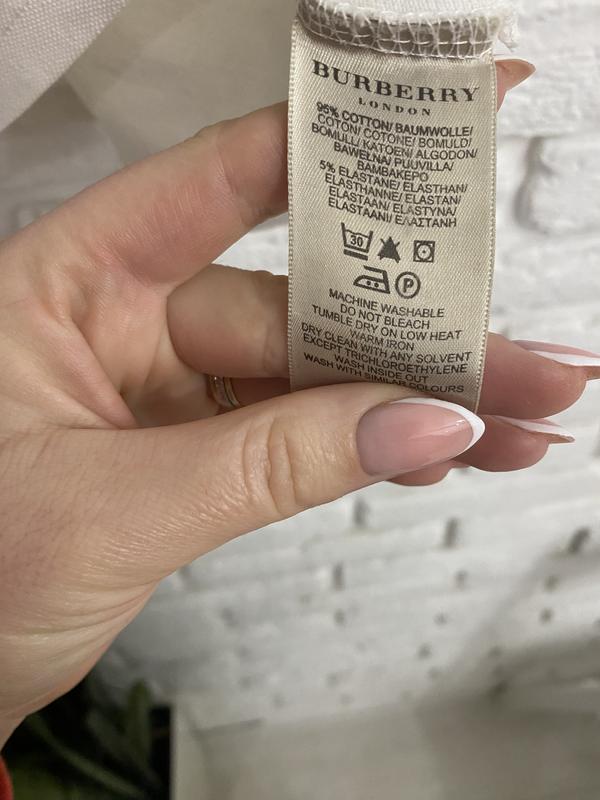 BURBERRY
LONDON
95% COTTON/ BAUMWOLLE/
COTON/ COTONE/ BOMULD/
BOMULL/ KATOEN/ ALGODON/
BAWEŁNA/ PUUVILLA/
ΒΑΜΒΑΚΕΡΟ
5% ELASTANE/ ELASTHAN/
ELASTHANNE/ ELASTAN/
ELASTAAN/ ELASTYNA/
ELASTAANI/ ΕΛΑΣΤΑΝΗ
30
P
MACHINE WASHABLE
DO NOT BLEACH
TUMBLE DRY ON LOW HEAT
WARM IRON
DRY CLEAN WITH ANY SOLVENT
EXCEPT TRICHLOROETHYLENE
WASH INSIDE OUT
WASH WITH SIMILAR COLOURS